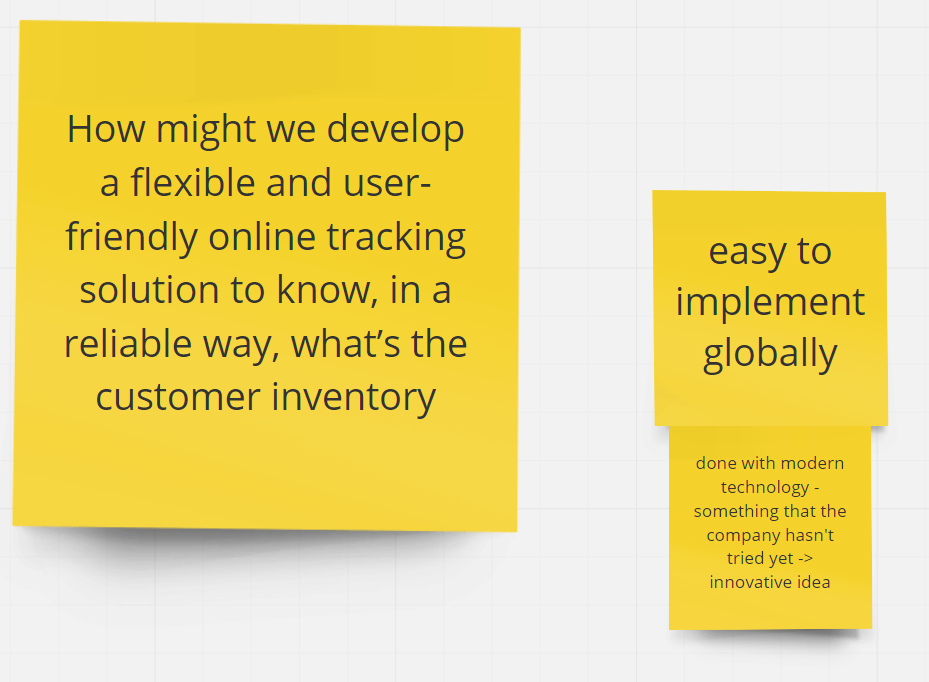 How might we develop
a flexible and user-
friendly online tracking
solution to know, in a
reliable way, what’s the
customer inventory
easy to
implement
globally
done with modern
technology -
something that the
company hasn't
tried yet ->
innovative idea